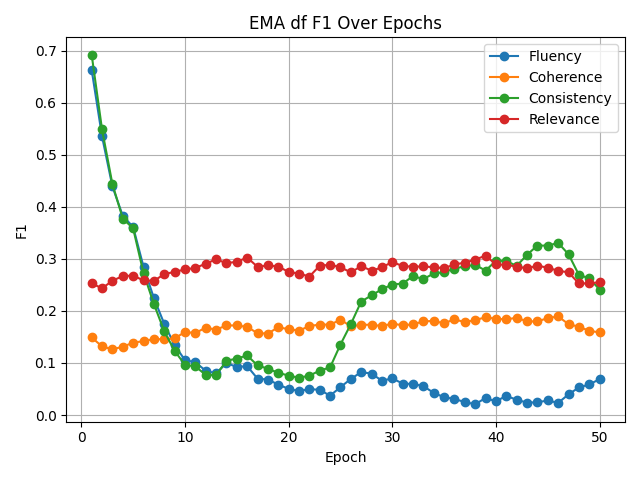 EMA df F1 Over Epochs
Fluency
Coherence
Consistency
Relevance
F1
0.7
0.6
0.5
0.4
0.3
0.2
0.1
0.0
0 10 20 30 40 50
Epoch